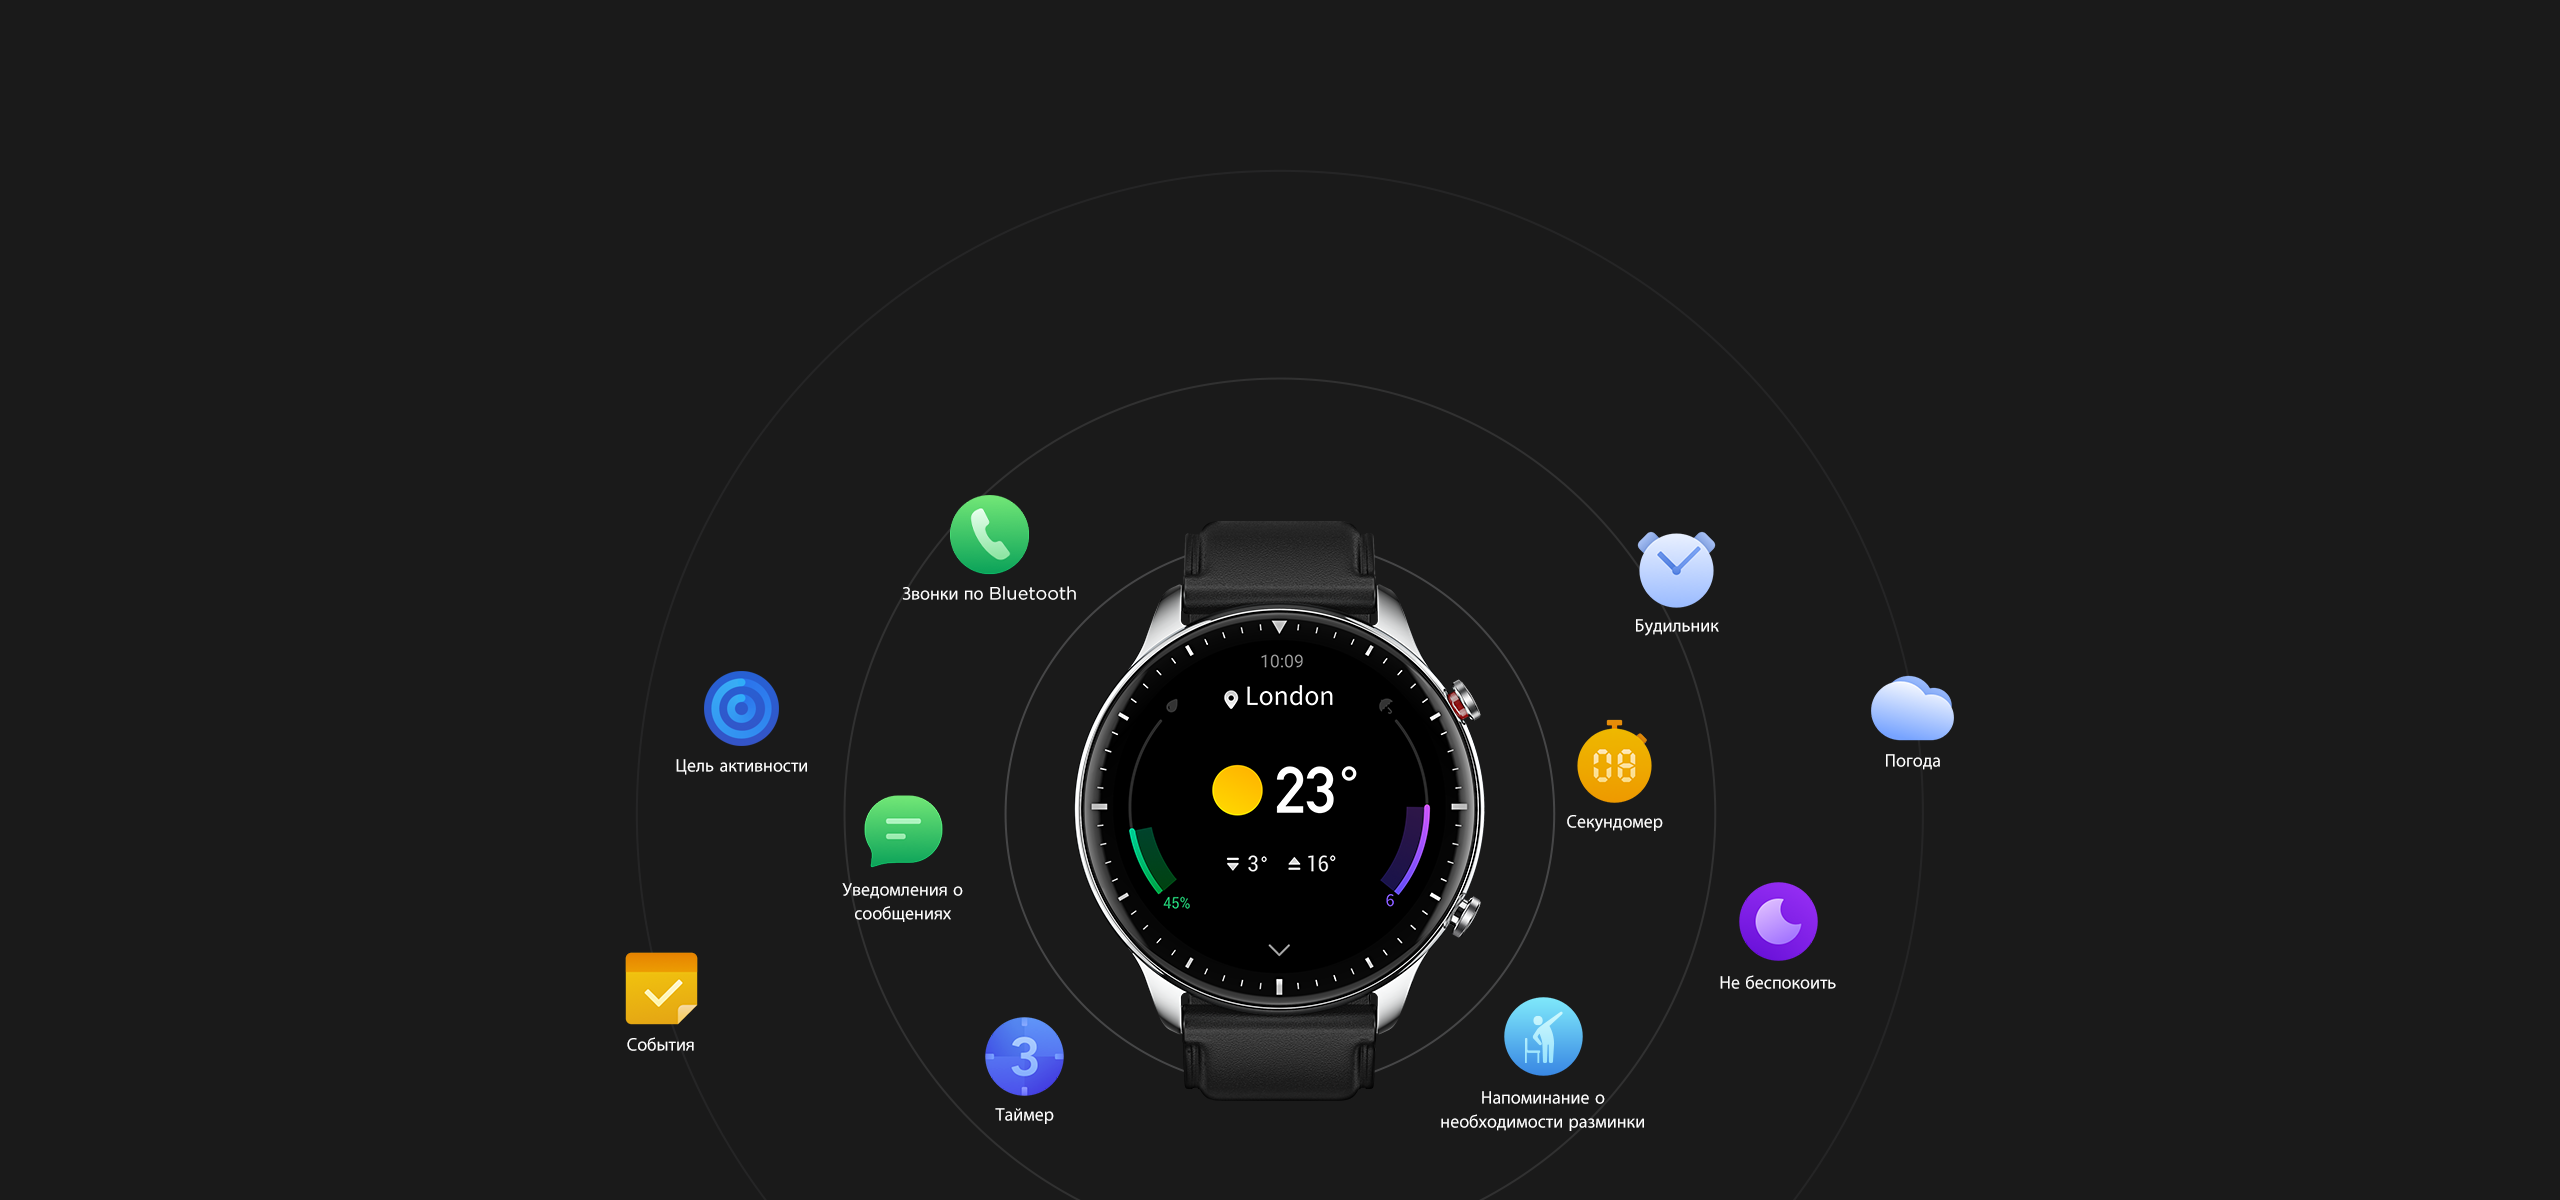 Звонки по Bluetooth
Будильник
10:09
London
Цель активности
Погода
08
23°
Секундомер
3° 16°
Уведомления о
сообщениях
45%
6
Не беспокоить
События
3
Таймер
Напоминание о
необходимости разминки